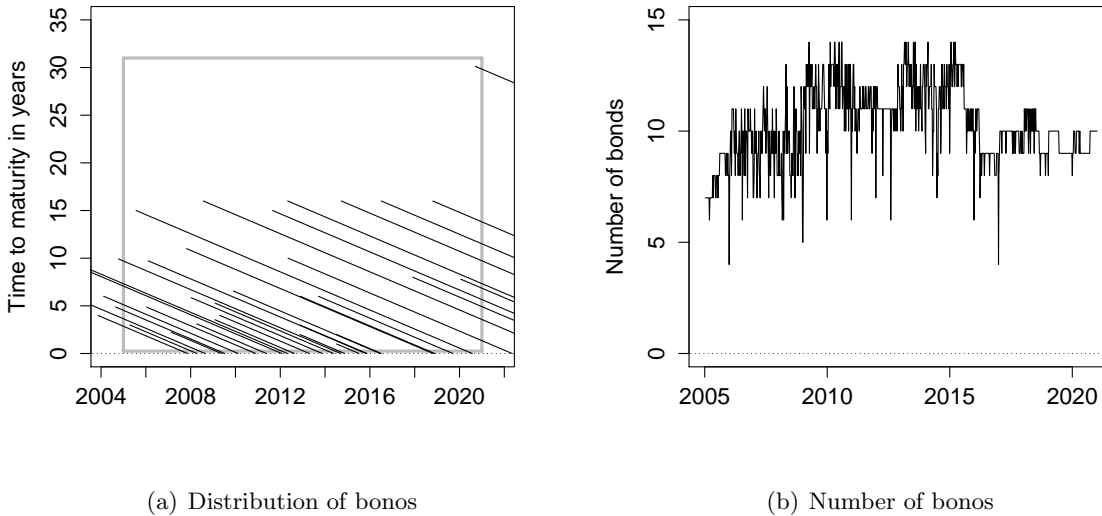 Time to maturity in years
0 5 10 15 20 25 30 35
2004 2008 2012 2016 2020
(a) Distribution of bonos
Number of bonds
0 5 10 15
2005 2010 2015 2020
(b) Number of bonos